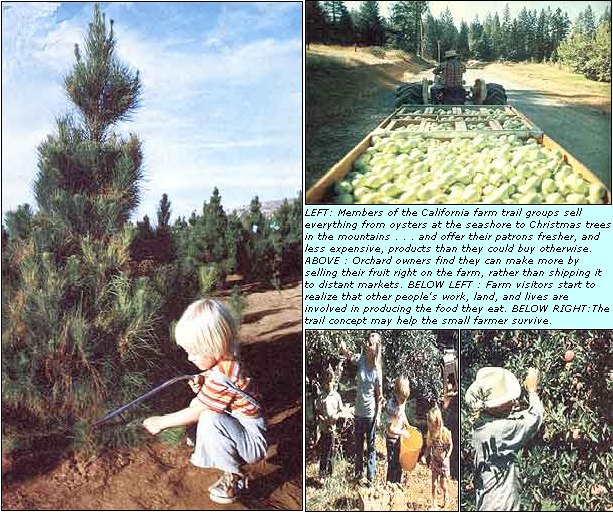 LEFT: Members of the California farm trail groups sell
everything from oysters at the seashore to Christmas trees
in the mountains . . . and offer their patrons fresher, and
less expensive, products than they could buy otherwise.
ABOVE : Orchard owners find they can make more by
selling their fruit right on the farm, rather than shipping it
to distant markets. BELOW LEFT : Farm visitors start to
realize that other people's work, land, and lives are
involved in producing the food they eat. BELOW RIGHT:The
trail concept may help the small farmer survive.